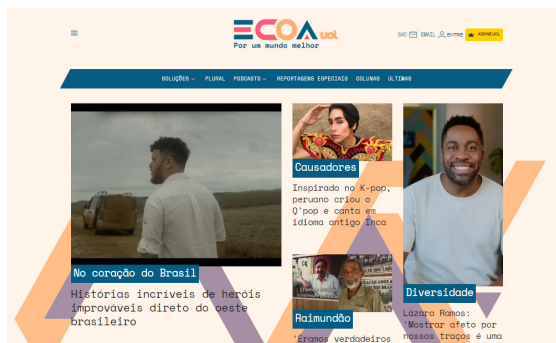 ECOA uol
Por um mundo melhor
SAC EMAIL ENTRE ASSINE UOL
SOLUÇÕES PLURAL PODCASTS REPORTAGENS ESPECIAIS COLUNAS ÚLTIMAS
No coração do Brasil
Histórias incríveis de heróis
improváveis direto do oeste
brasileiro
Causadores
Inspirado no K-pop,
peruano criou o
Q'pop e canta em
idioma antigo Inca
Raimundão
'Éramos verdadeiros
Diversidade
Lázaro Ramos:
'Mostrar afeto por
nossos traços é uma